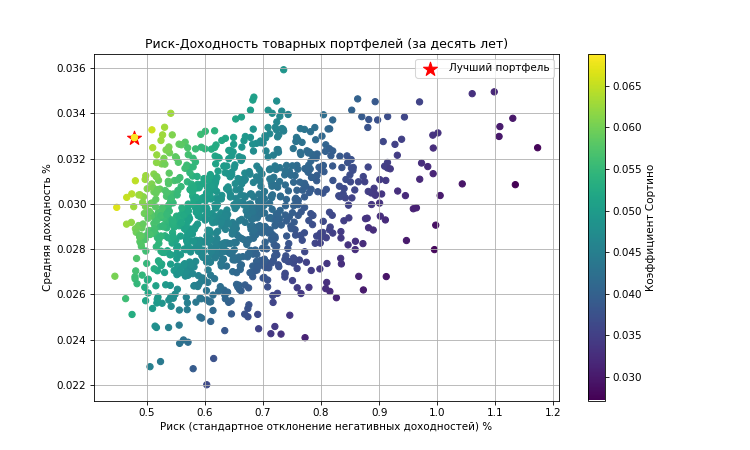 Риск-Доходность товарных портфелей (за десять лет)
Лучший портфель
0.036
0.034
0.032
0.030
0.028
0.026
0.024
0.022
Средняя доходность %
0.5 0.6 0.7 0.8 0.9 1.0 1.1 1.2
Риск (стандартное отклонение негативных доходностей) %
0.065
0.060
0.055
0.050
0.045
0.040
0.035
0.030
Коэффициент Сортино